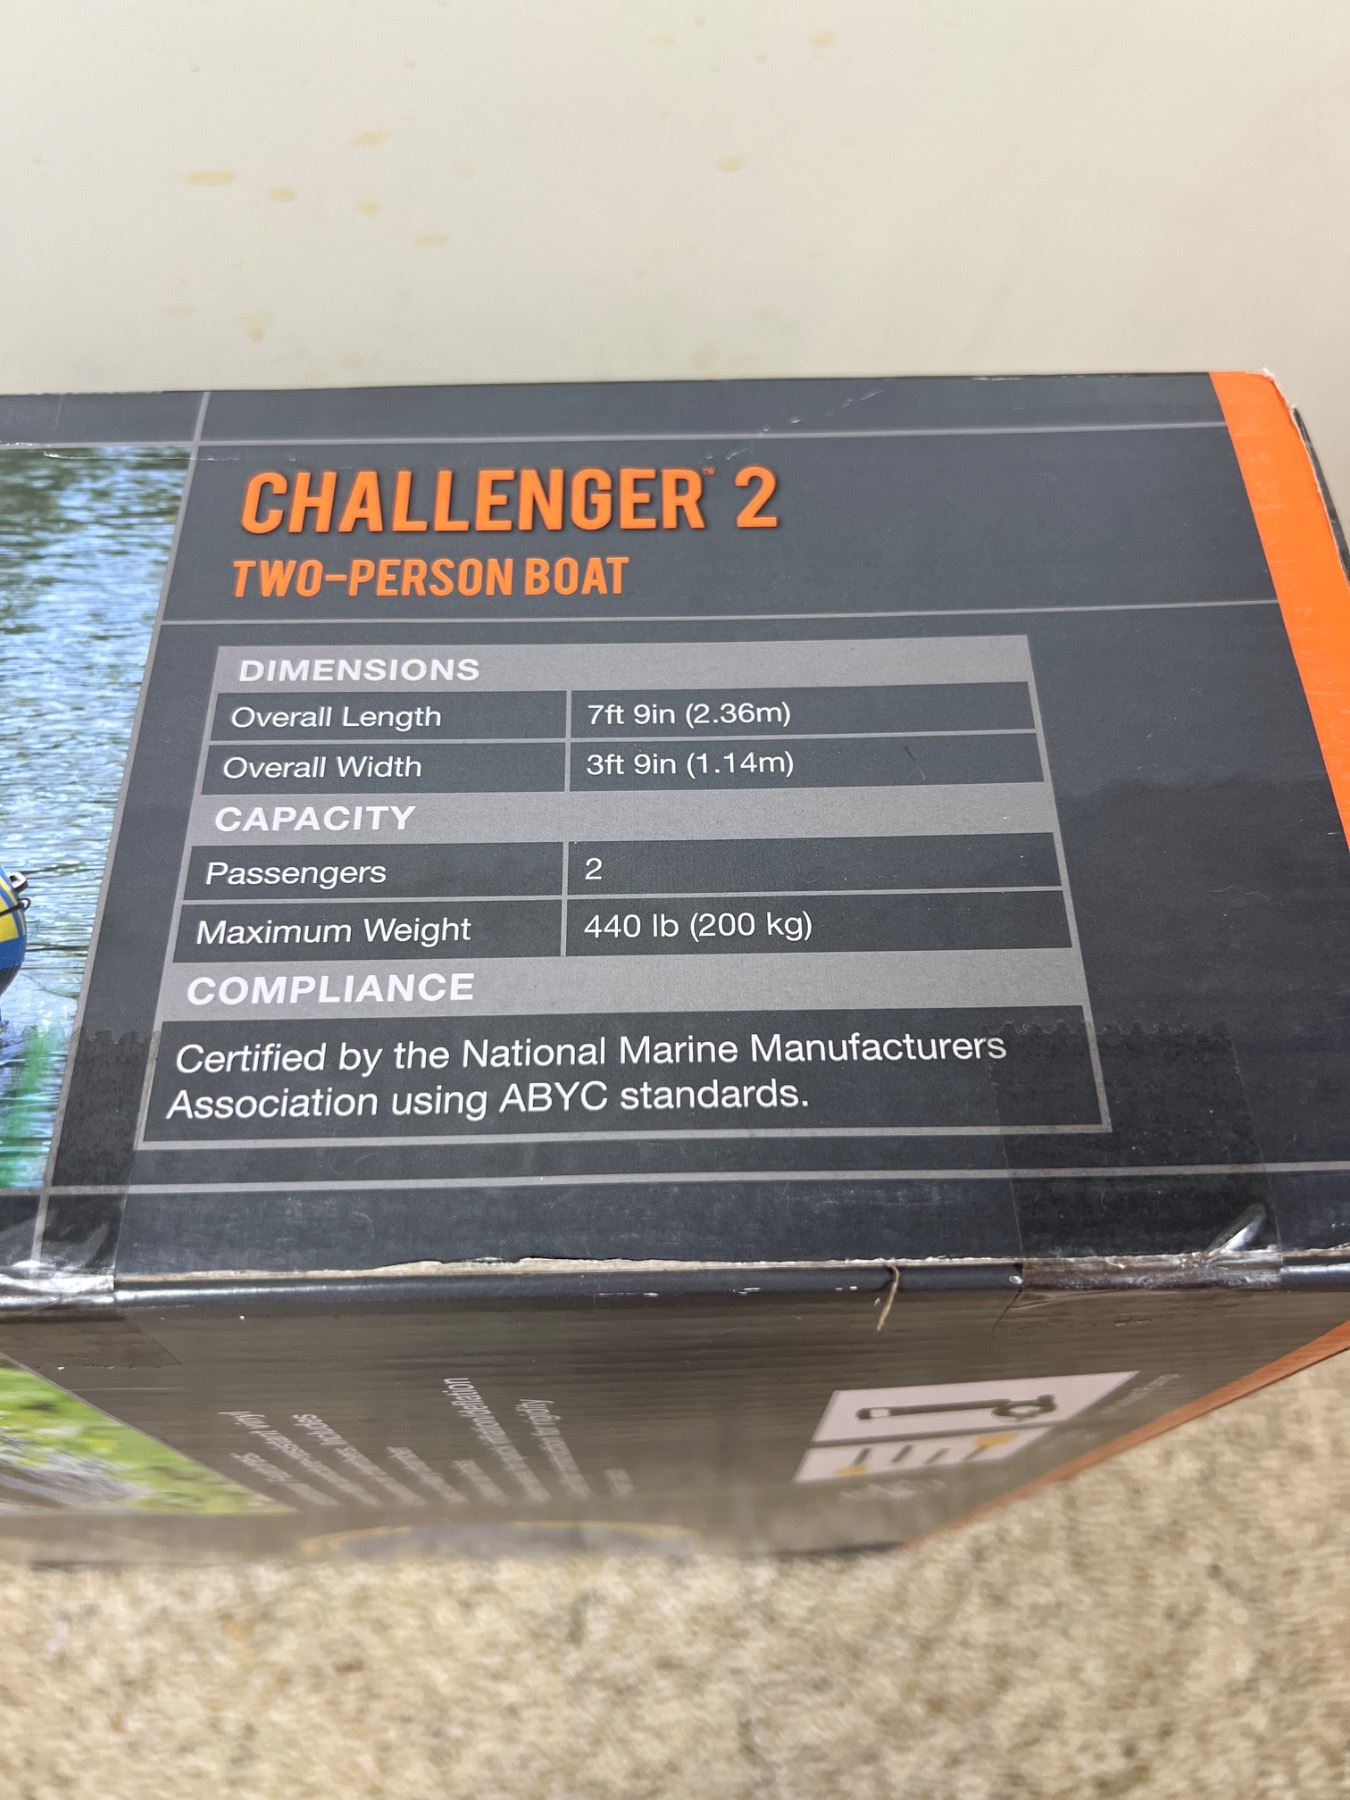 CHALLENGER™ 2
TWO-PERSON BOAT
DIMENSIONS
Overall Length 7ft 9in (2.36m)
Overall Width 3ft 9in (1.14m)
CAPACITY
Passengers 2
Maximum Weight 440 lb (200 kg)
COMPLIANCE
Certified by the National Marine Manufacturers
Association using ABYC standards.